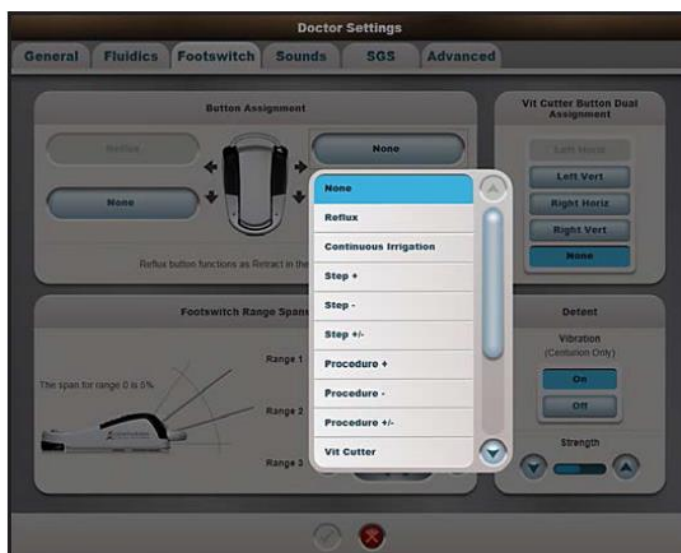 Doctor Settings
General
Fluidics
Footswitch
Sounds
SGS
Advanced
Button Assignment
Reflux
None
None
Reflux button functions as Retract in the
None
Reflux
Continuous Irrigation
Step +
Step -
Step +/-
Procedure +
Procedure -
Procedure +/-
Vit Cutter
Vit Cutter Button Dual
Assignment
Left Horiz
Left Vert
Right Horiz
Right Vert
None
Footswitch Range Spans
The span for range 0 is 5%
Range 1
Range 2
Range 3
Detent
Vibration
(Centurion Only)
On
Off
Strength